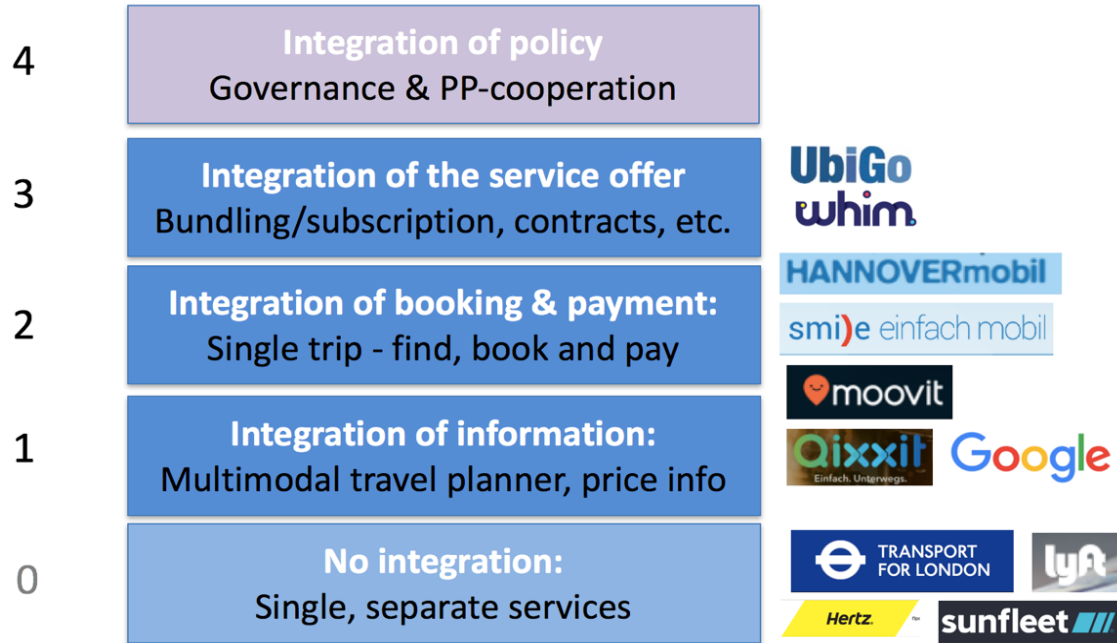 4
Integration of policy
Governance & PP-cooperation
3
Integration of the service offer
Bundling/subscription, contracts, etc.
UbiGo
whim
2
Integration of booking & payment:
Single trip - find, book and pay
HANNOVERmobil
smi)e einfach mobil
1
Integration of information:
Multimodal travel planner, price info
moovit
Qixxit
Einfach. Unterwegs.
Google
0
No integration:
Single, separate services
TRANSPORT
FOR LONDON
lyft
Hertz.
sunfleet